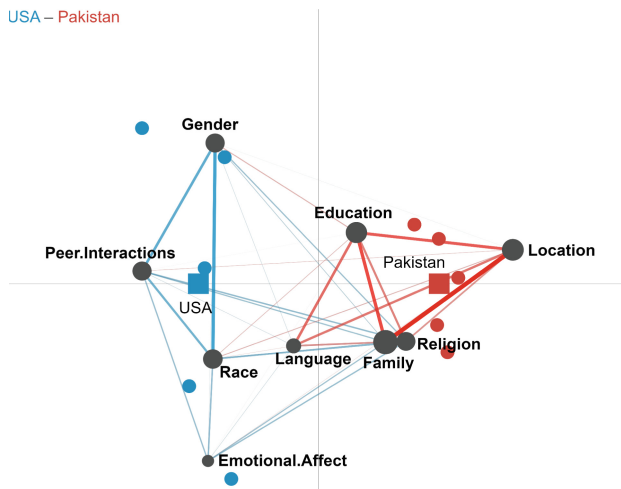 USA – Pakistan
Gender
Education
Peer.Interactions
Location
Pakistan
USA
Language
Religion
Family
Race
Emotional.Affect